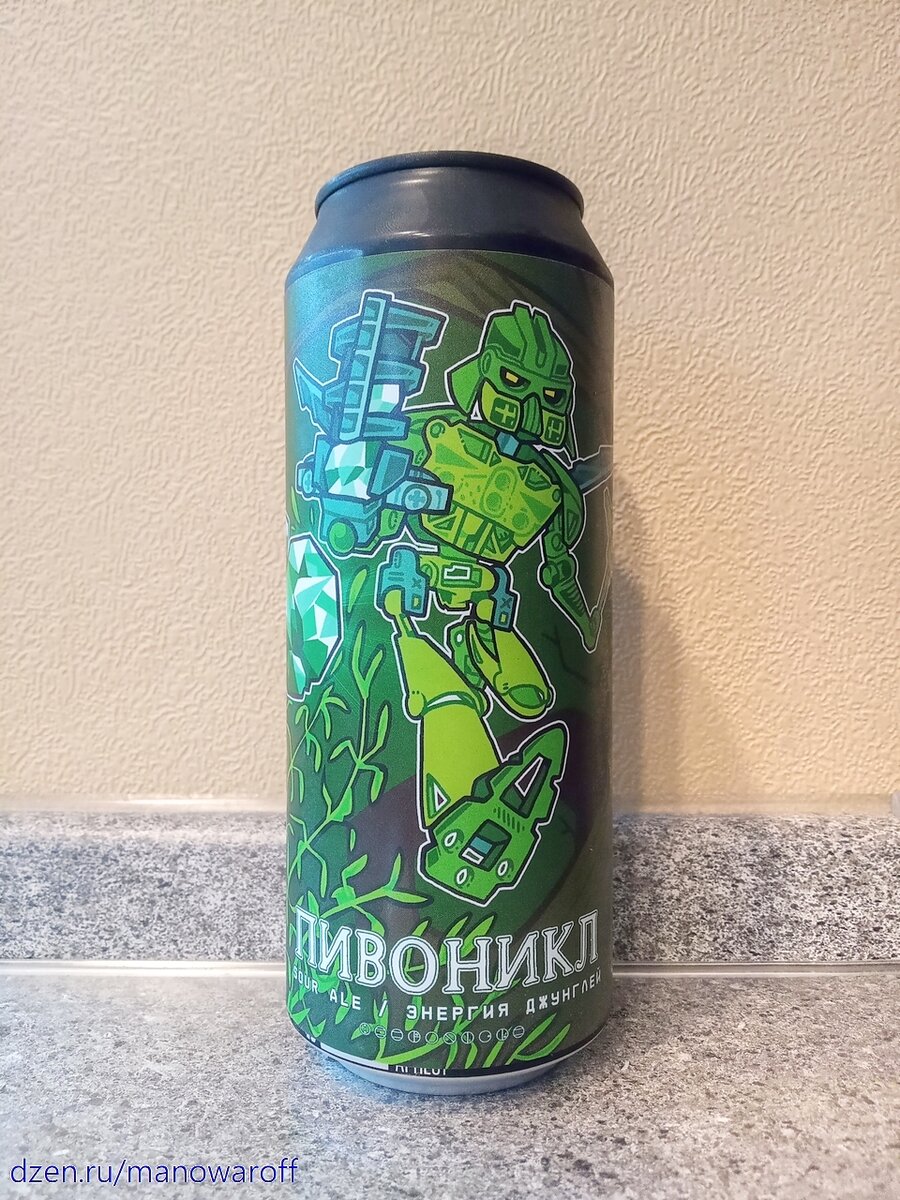 ПИВОНИКЛ
SOUR ALE / ЭНЕРГИЯ ДЖУНГЛЕЙ
dzen.ru/manowaroff